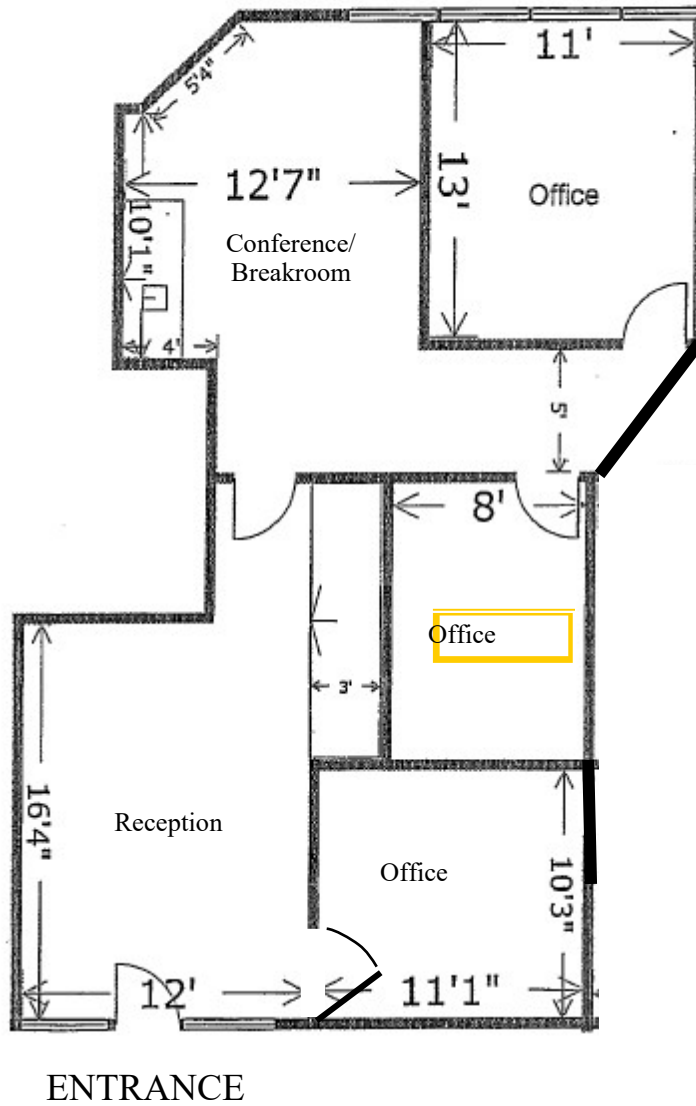 11'
5'4"
12'7"
13'
Office
10'1"
Conference/
Breakroom
4'
5'
8'
Office
3'
16'4"
Reception
Office
10'3"
12'
11'1"
ENTRANCE